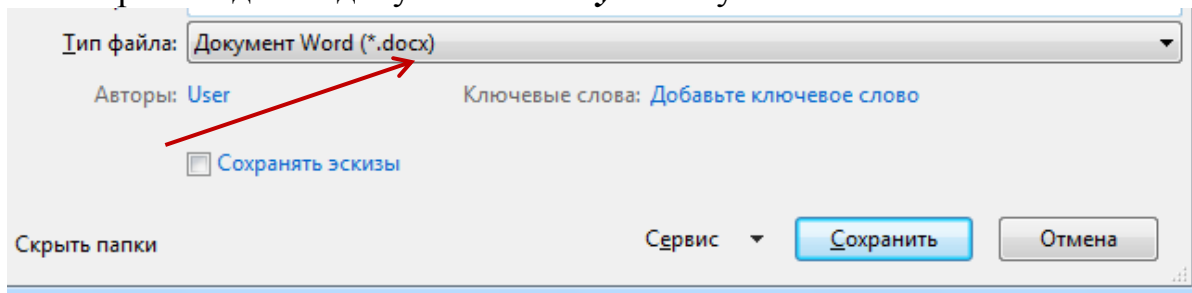 Тип файла: Документ Word (*.docx)
Авторы: User Ключевые слова: Добавьте ключевое слово
Сохранять эскизы
Скрыть папки Сервис Сохранить Отмена